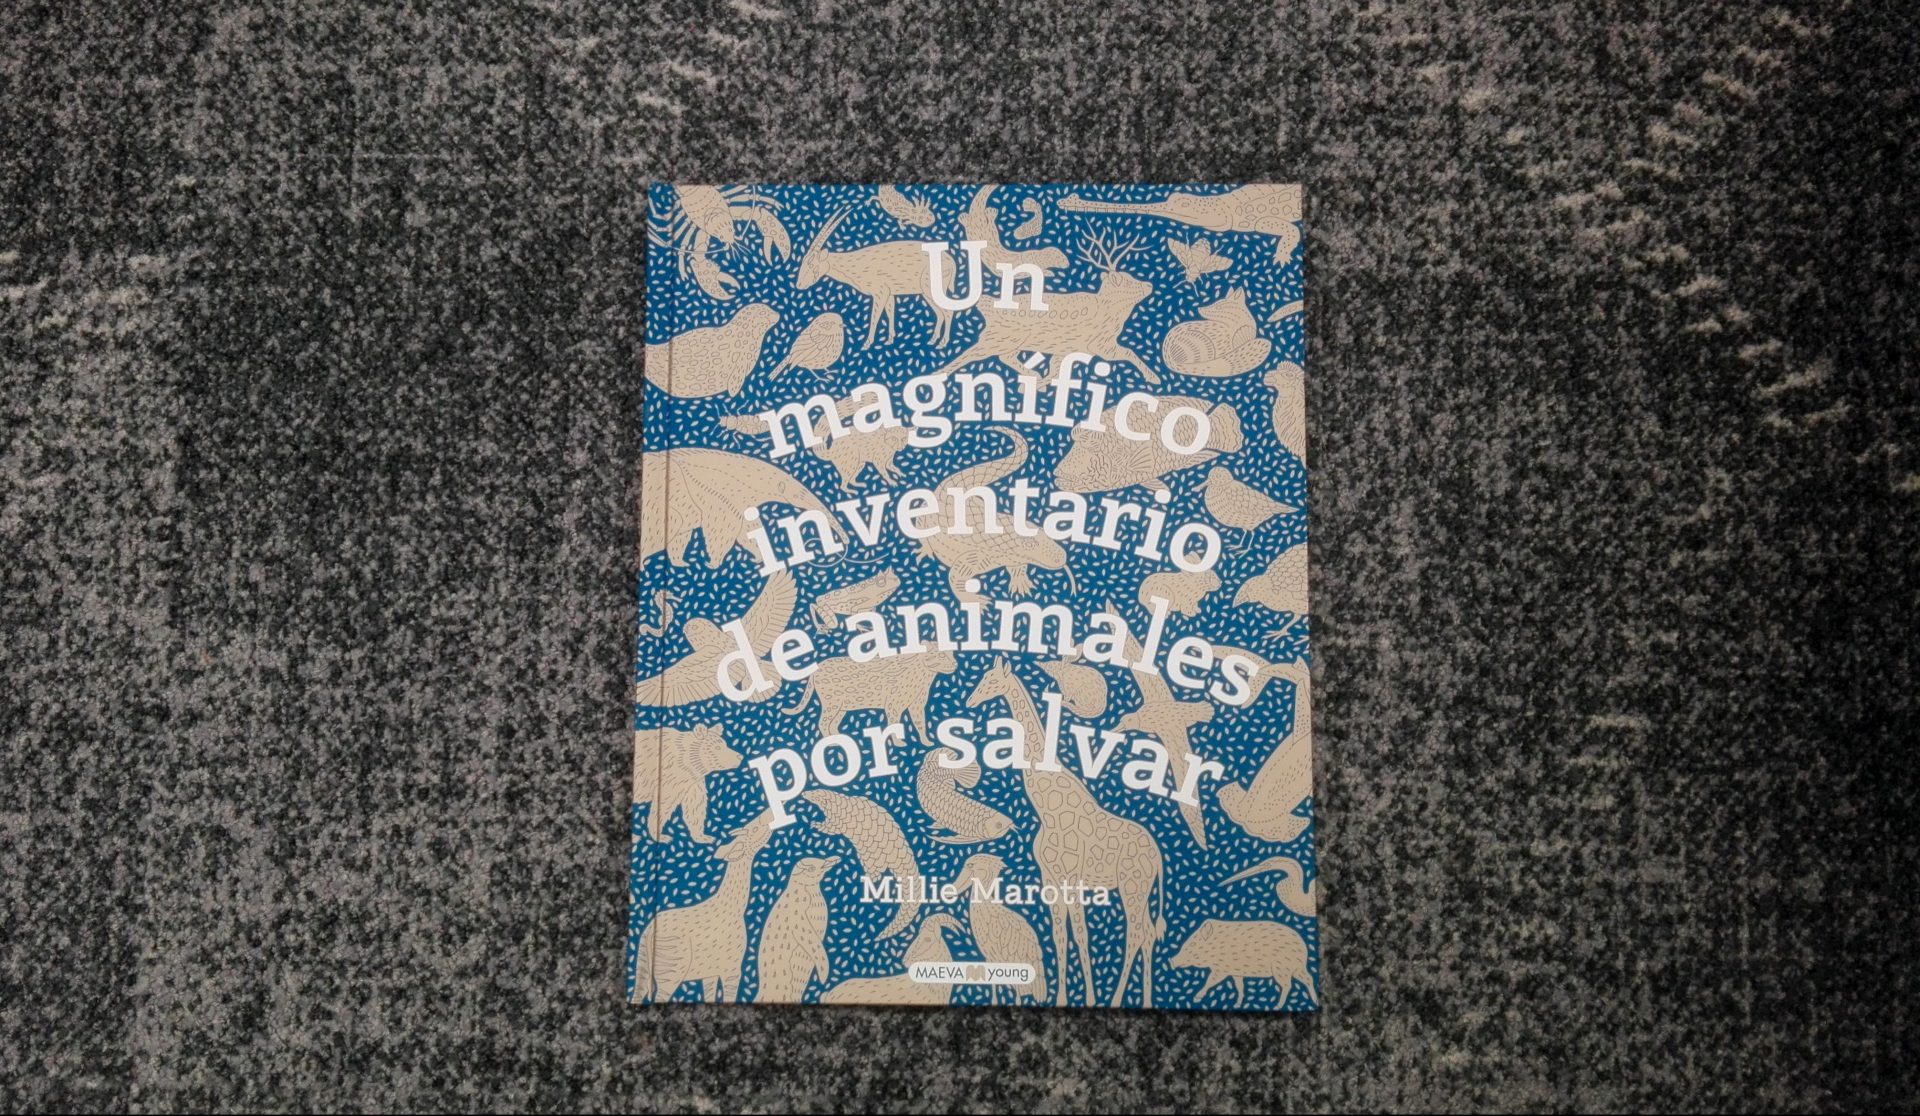 Un
magnífico
inventario
de animales
por salvar
Millie Marotta
MAEVA young